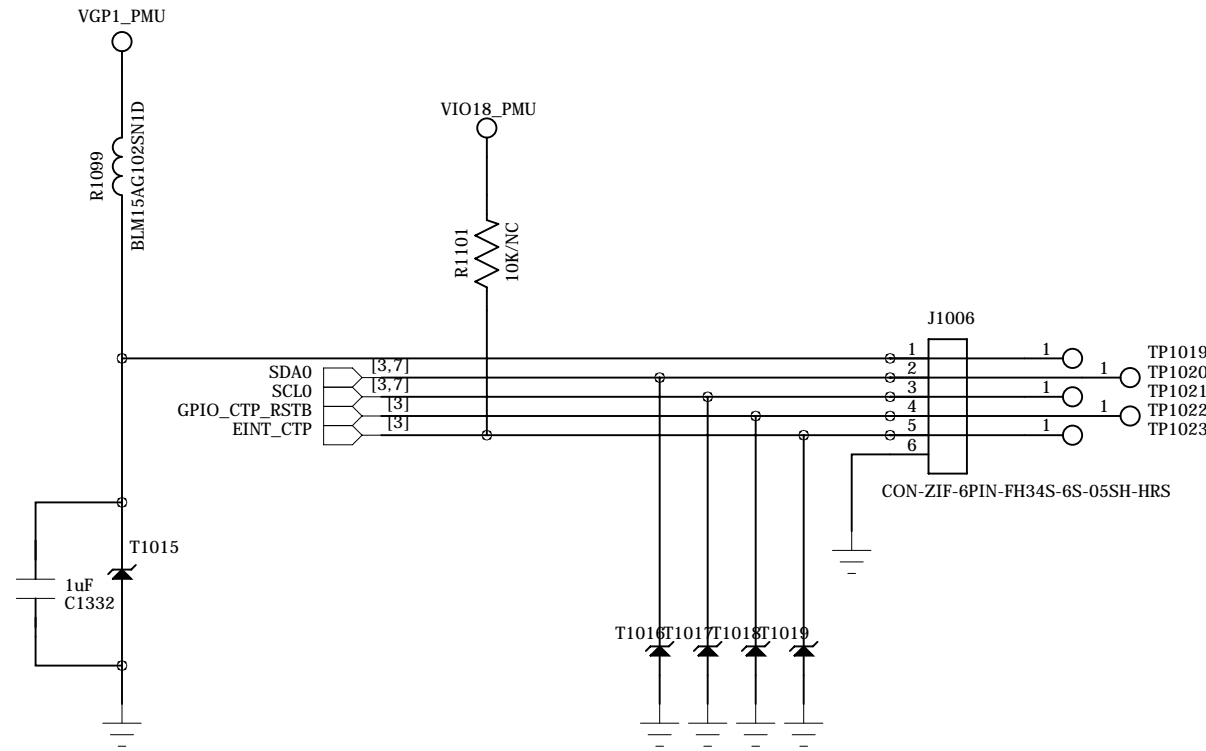 VGP1_PMU
R1099
BLM15AG102SN1D
VIO18_PMU
R1101
10K/NC
J1006
SDA0 [3,7] 1 1 TP1019
SCL0 [3,7] 2 1 TP1020
GPIO_CTP_RSTB [3] 3 1 TP1021
EINT_CTP [3] 4 1 TP1022
5 1 TP1023
6
CON-ZIF-6PIN-FH34S-6S-05SH-HRS
T1015
1uF
C1332
T1016 T1017 T1018 T1019